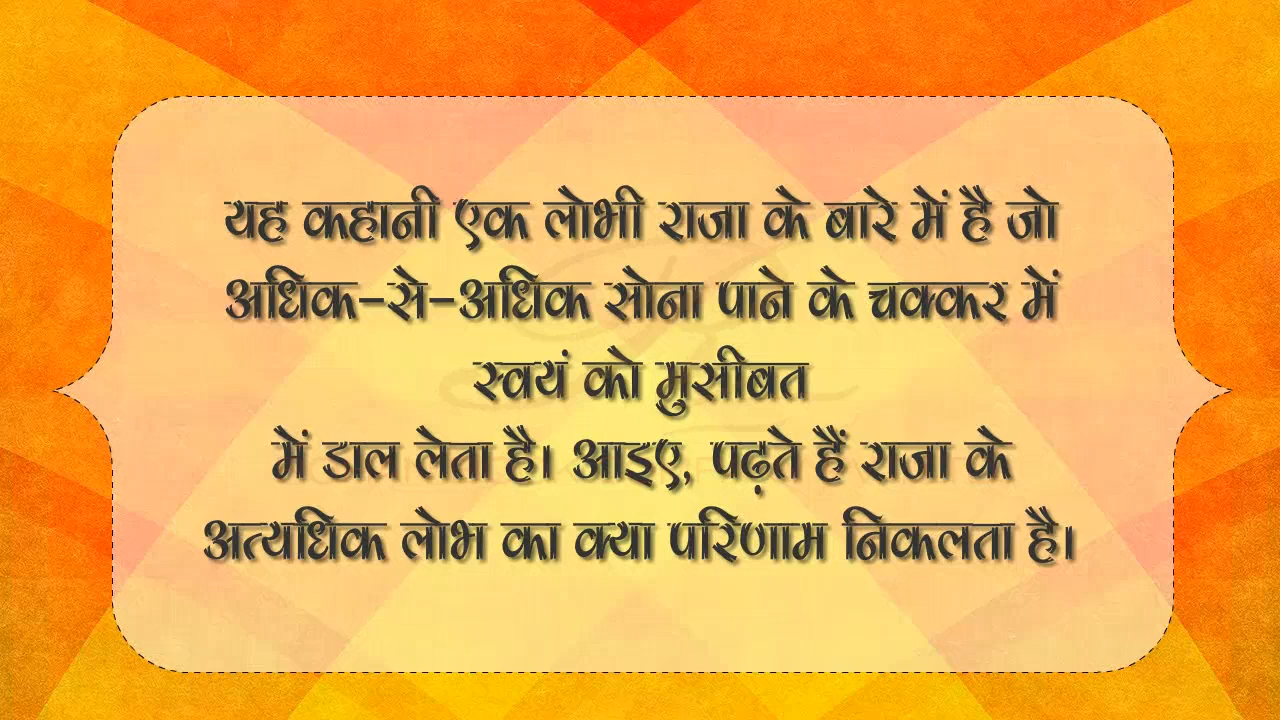 यह कहानी एक लोभी राजा के बारे में है जो
अधिक-से-अधिक सोना पाने के चक्कर में
स्वयं को मुसीबत
में डाल लेता है। आइए, पढ़ते हैं राजा के
अत्यधिक लोभ का क्या परिणाम निकलता है।